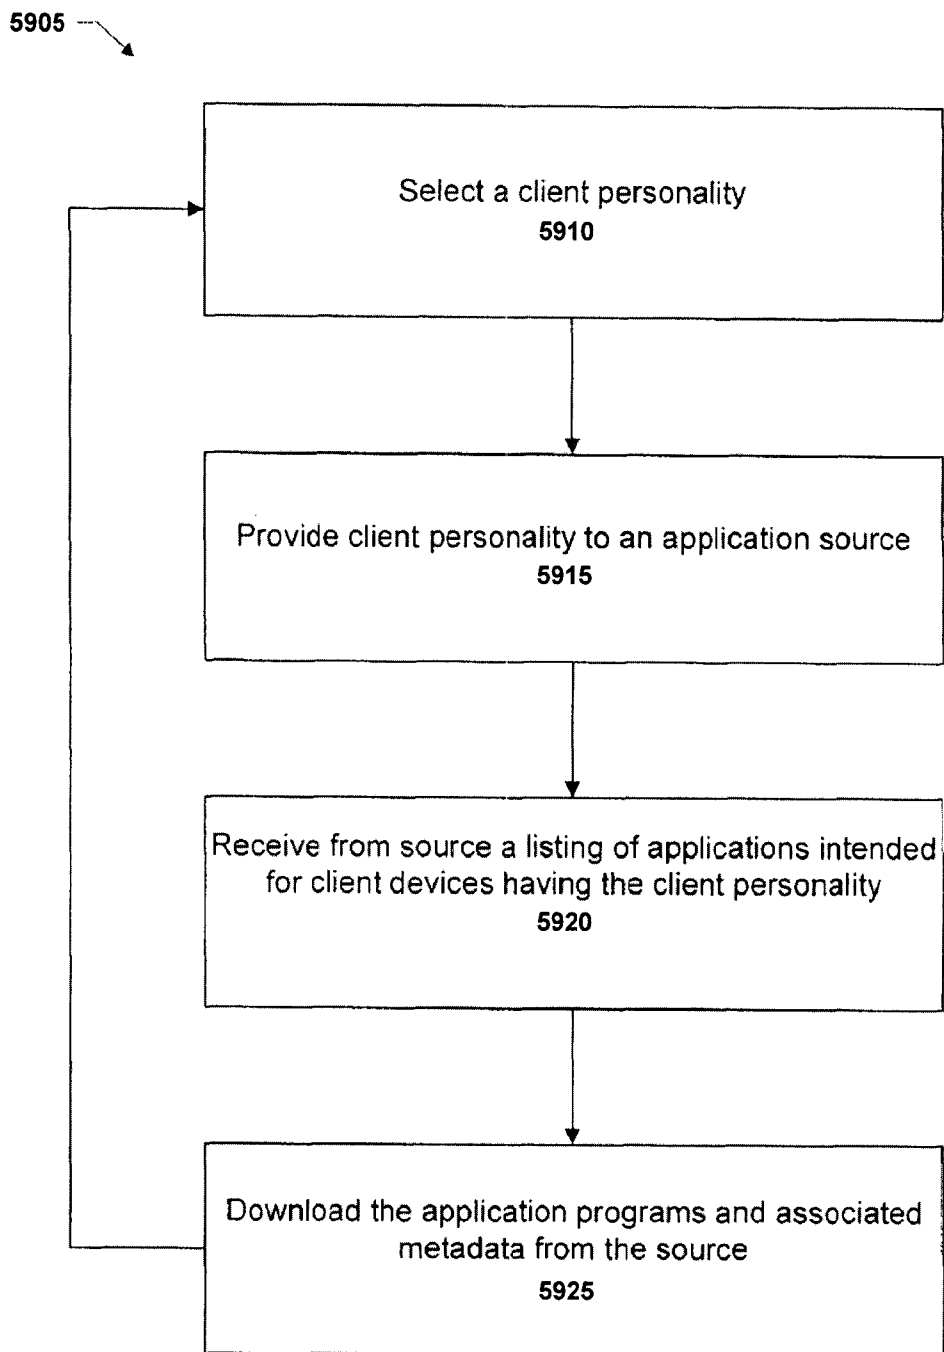 5905
Select a client personality
5910
Provide client personality to an application source
5915
Receive from source a listing of applications intended
for client devices having the client personality
5920
Download the application programs and associated
metadata from the source
5925